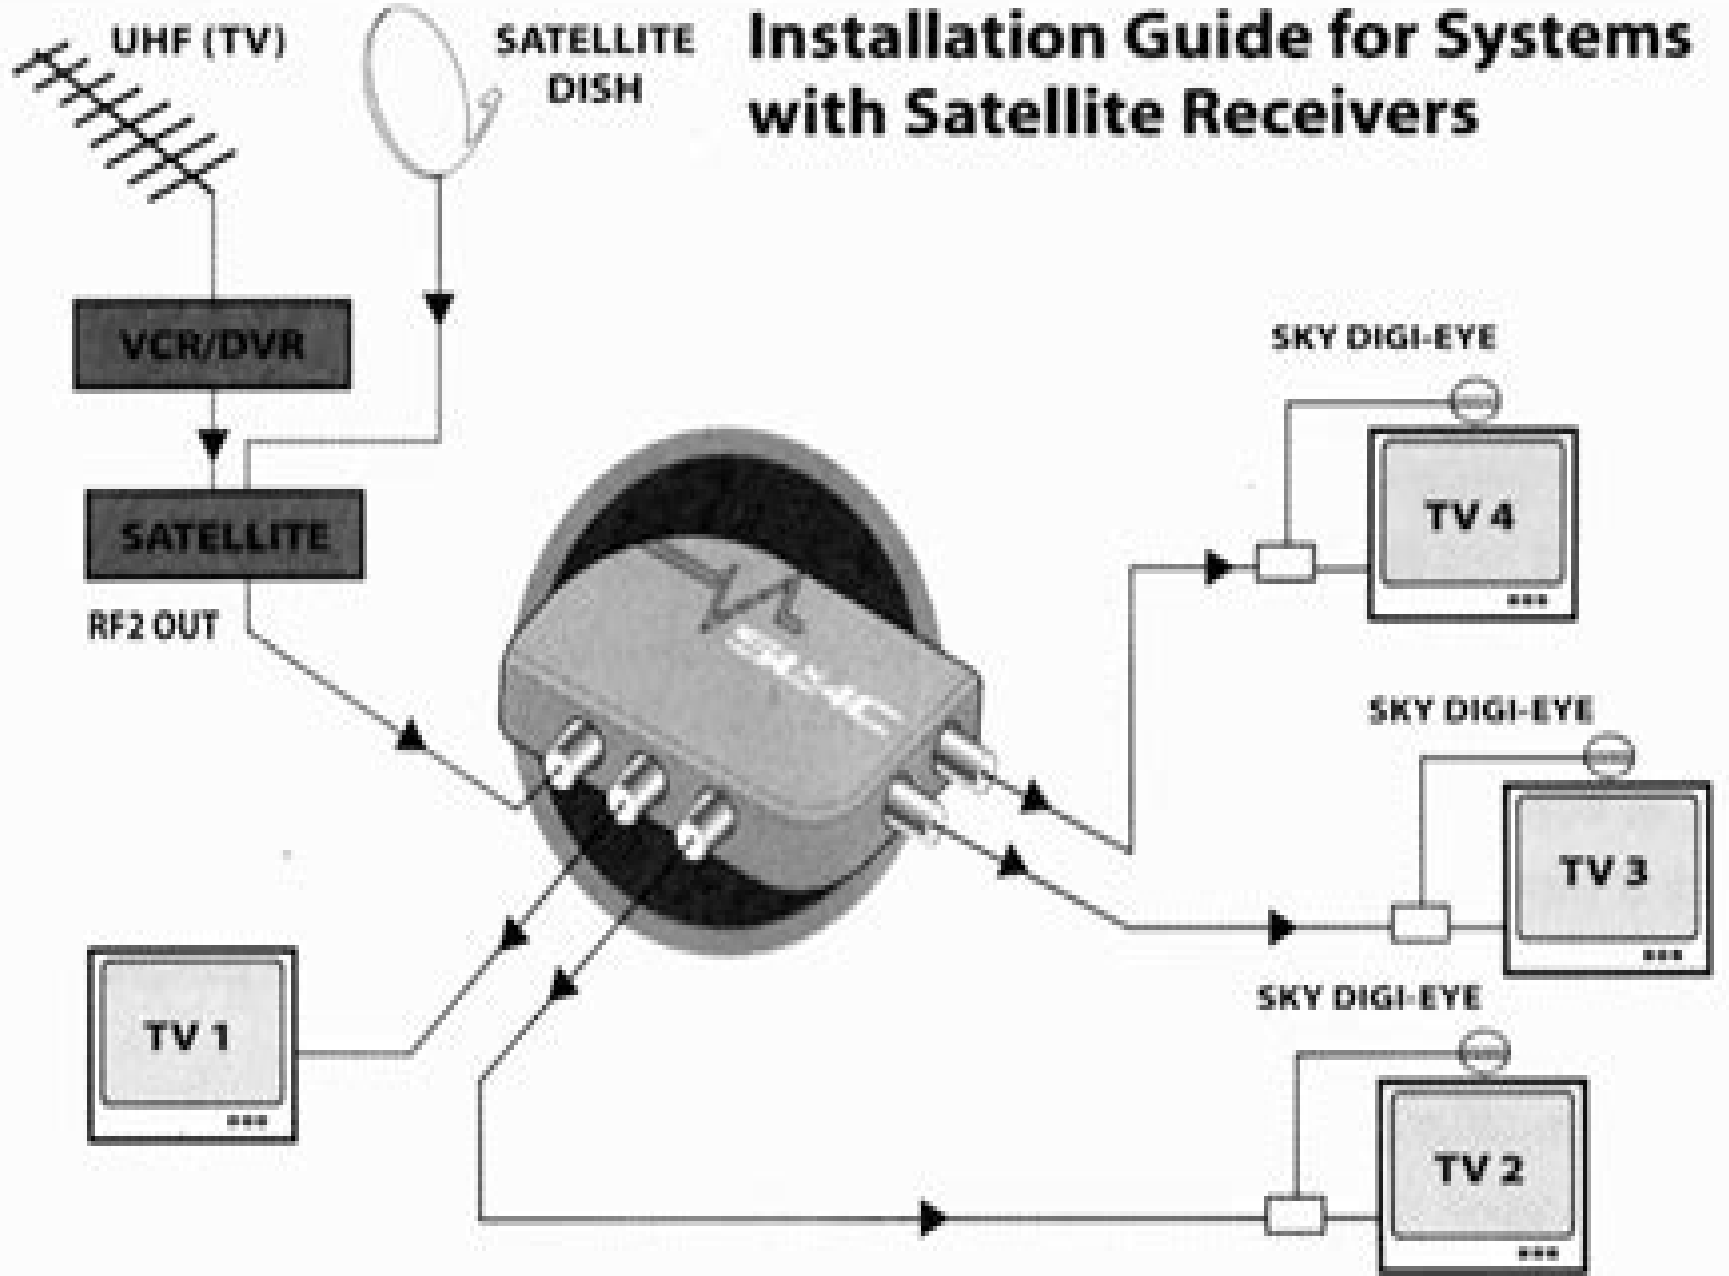 UHF (TV)
SATELLITE
DISH
Installation Guide for Systems
with Satellite Receivers
VCR/DVR
SATELLITE
RF2 OUT
SKY DIGI-EYE
TV 4
SKY DIGI-EYE
TV 3
TV 1
SKY DIGI-EYE
TV 2